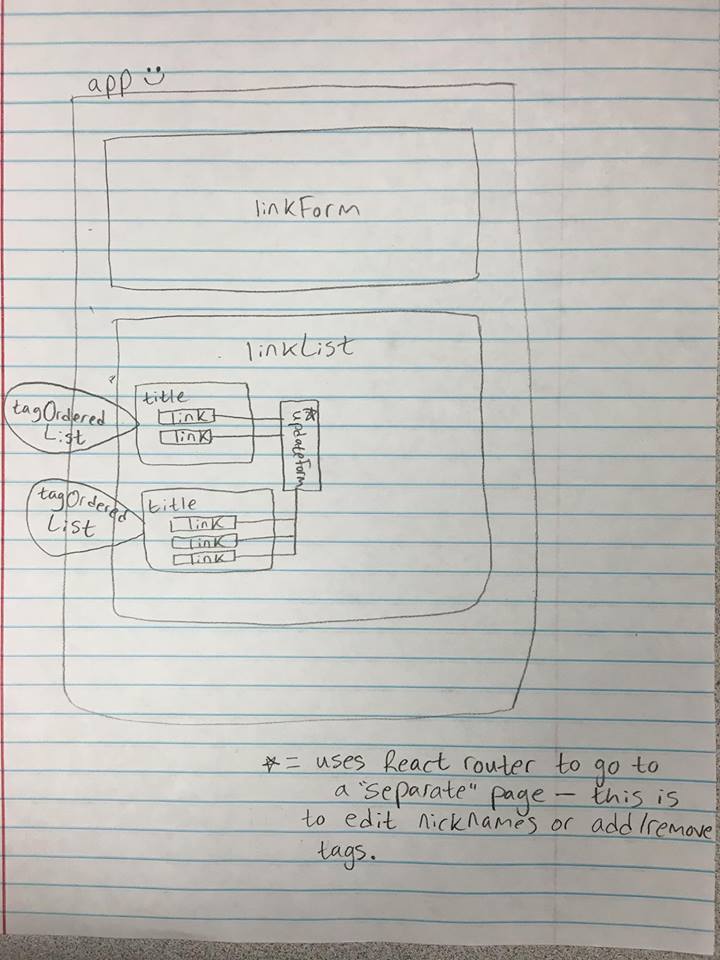 app
linkForm
linkList
tagOrdered
List
title
link
link
☆ updateForm
tagOrdered
List
title
link
link
link
☆ = uses React router to go to
a "separate" page — this is
to edit nicknames or add/remove
tags.